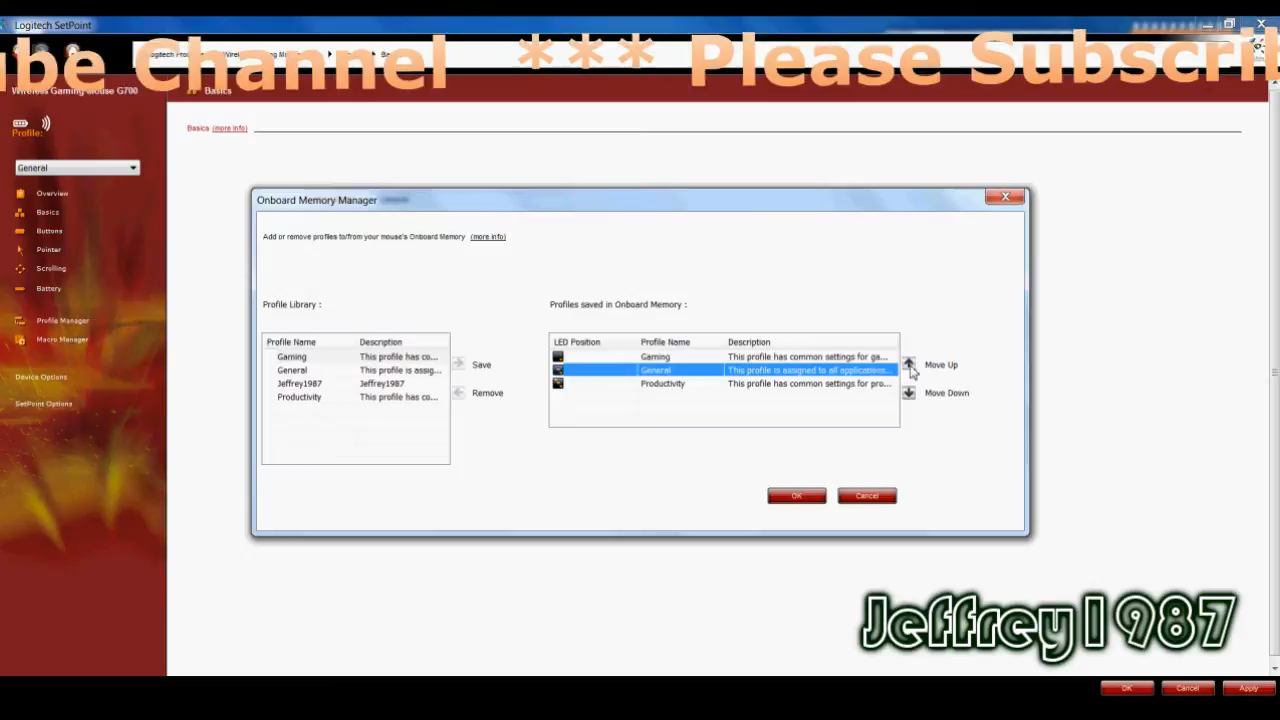 Logitech SetPoint
ube Channel *** Please Subscri
Wireless Gaming Mouse G700
Basics
Profile:
Basics (more info)
General
Overview
Basics
Buttons
Pointer
Scrolling
Battery
Profile Manager
Macro Manager
Device Options
SetPoint Options
Onboard Memory Manager
Add or remove profiles to/from your mouse's Onboard Memory (more info)
Profile Library :
Profile Name Description
Gaming This profile has co...
General This profile is assig...
Jeffrey1987 Jeffrey1987
Productivity This profile has co...
Save
Remove
Profiles saved in Onboard Memory :
LED Position Profile Name Description
Gaming This profile has common settings for ga...
General This profile is assigned to all applications...
Productivity This profile has common settings for pro...
Move Up
Move Down
OK Cancel
Jeffrey1987
OK Cancel Apply